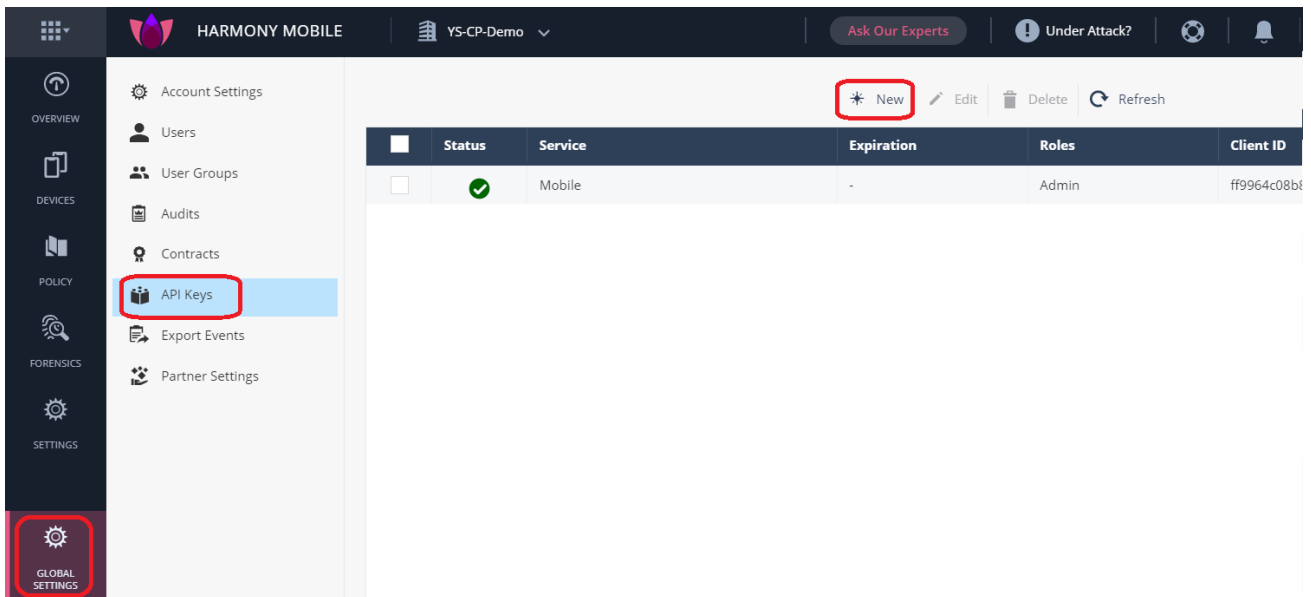 HARMONY MOBILE
YS-CP-Demo
Ask Our Experts
Under Attack?
OVERVIEW
DEVICES
POLICY
FORENSICS
SETTINGS
GLOBAL
SETTINGS
Account Settings
Users
User Groups
Audits
Contracts
API Keys
Export Events
Partner Settings
New Edit Delete Refresh
Status Service Expiration Roles Client ID
Mobile - Admin ff9964c08b8